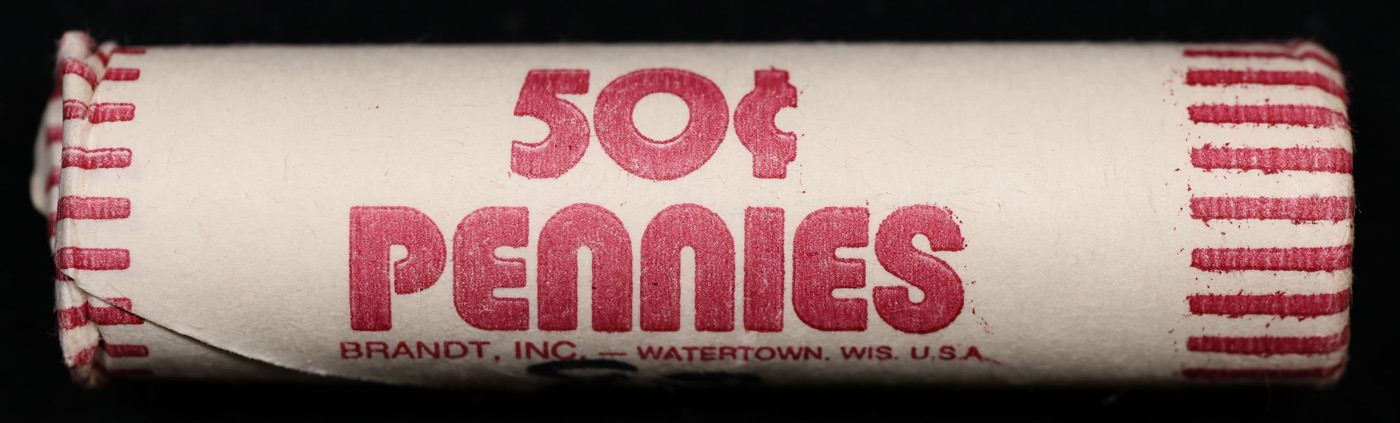 50¢
PENNIES
BRANDT, INC. — WATERTOWN. WIS. U.S.A.